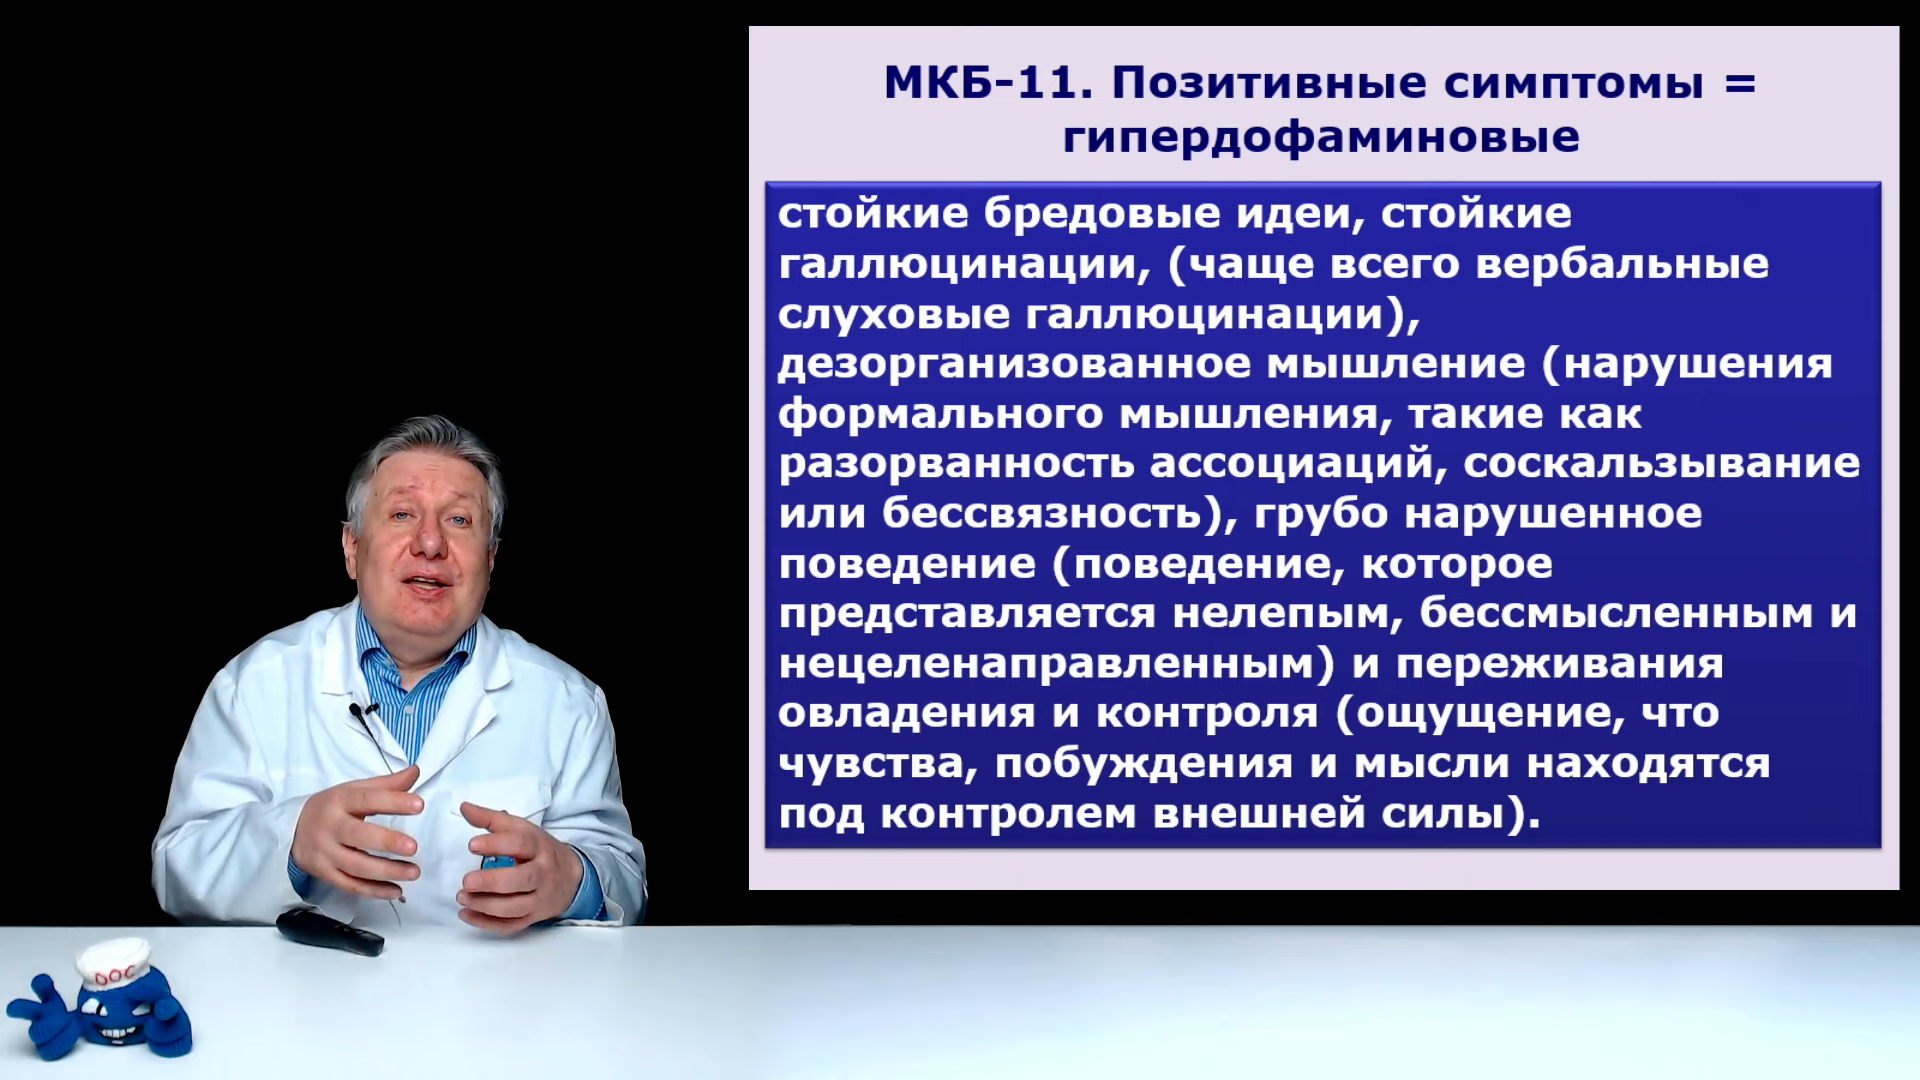 МКБ-11. Позитивные симптомы =
гипердофаминовые
стойкие бредовые идеи, стойкие
галлюцинации, (чаще всего вербальные
слуховые галлюцинации),
дезорганизованное мышление (нарушения
формального мышления, такие как
разорванность ассоциаций, соскальзывание
или бессвязность), грубо нарушенное
поведение (поведение, которое
представляется нелепым, бессмысленным и
нецеленаправленным) и переживания
овладения и контроля (ощущение, что
чувства, побуждения и мысли находятся
под контролем внешней силы).
DOC